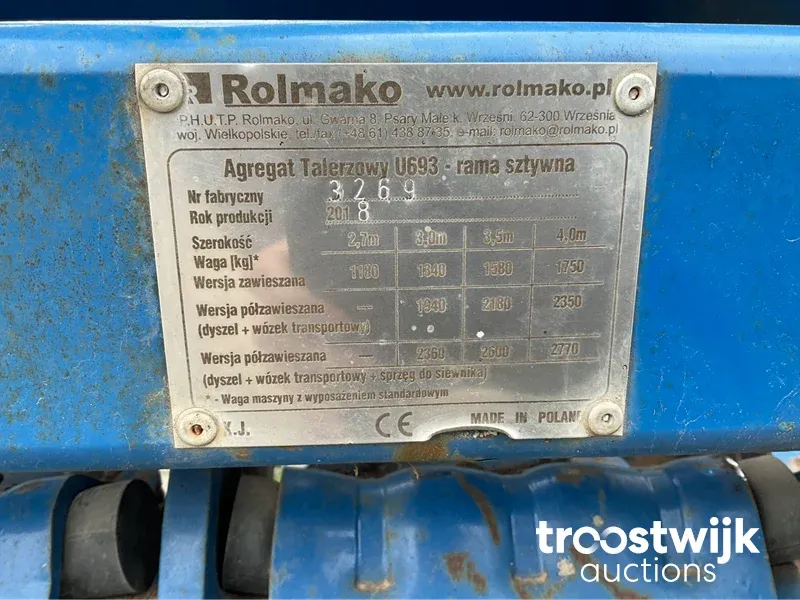 R Rolmako www.rolmako.pl
P.H.U.T.P. Rolmako, ul. Gwarna 8, Psary Małe k. Wrześni, 62-300 Września
woj. Wielkopolskie, tel./fax (+48 61) 438 87 35, e-mail: rolmako@rolmako.pl
Agregat Talerzowy U693 - rama sztywna
Nr fabryczny 3269
Rok produkcji 2018
Szerokość 2,7m 3,0m 3,5m 4,0m
Waga [kg]*
Wersja zawieszana 1180 1340 1580 1750
Wersja półzawieszana --- 1940 2180 2350
(dyszel + wózek transportowy)
Wersja półzawieszana --- 2360 2600 2770
(dyszel + wózek transportowy + sprzęg do siewnika)
* - Waga maszyny z wyposażeniem standardowym
K.J. CE MADE IN POLAND
troostwijk
auctions